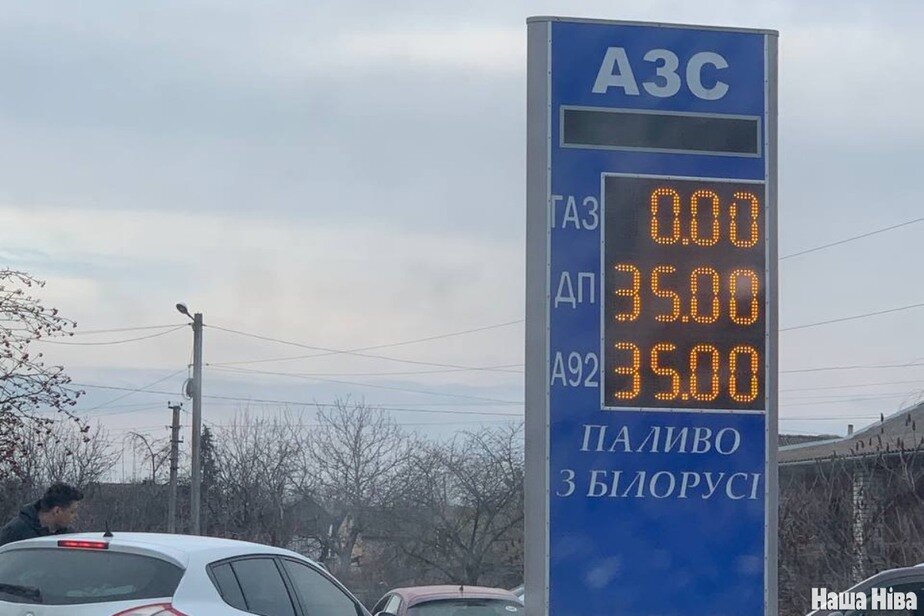 АЗС
ГАЗ 0.00
ДП 35.00
А92 35.00
ПАЛИВО
З БІЛОРУСІ
Наша Ніва